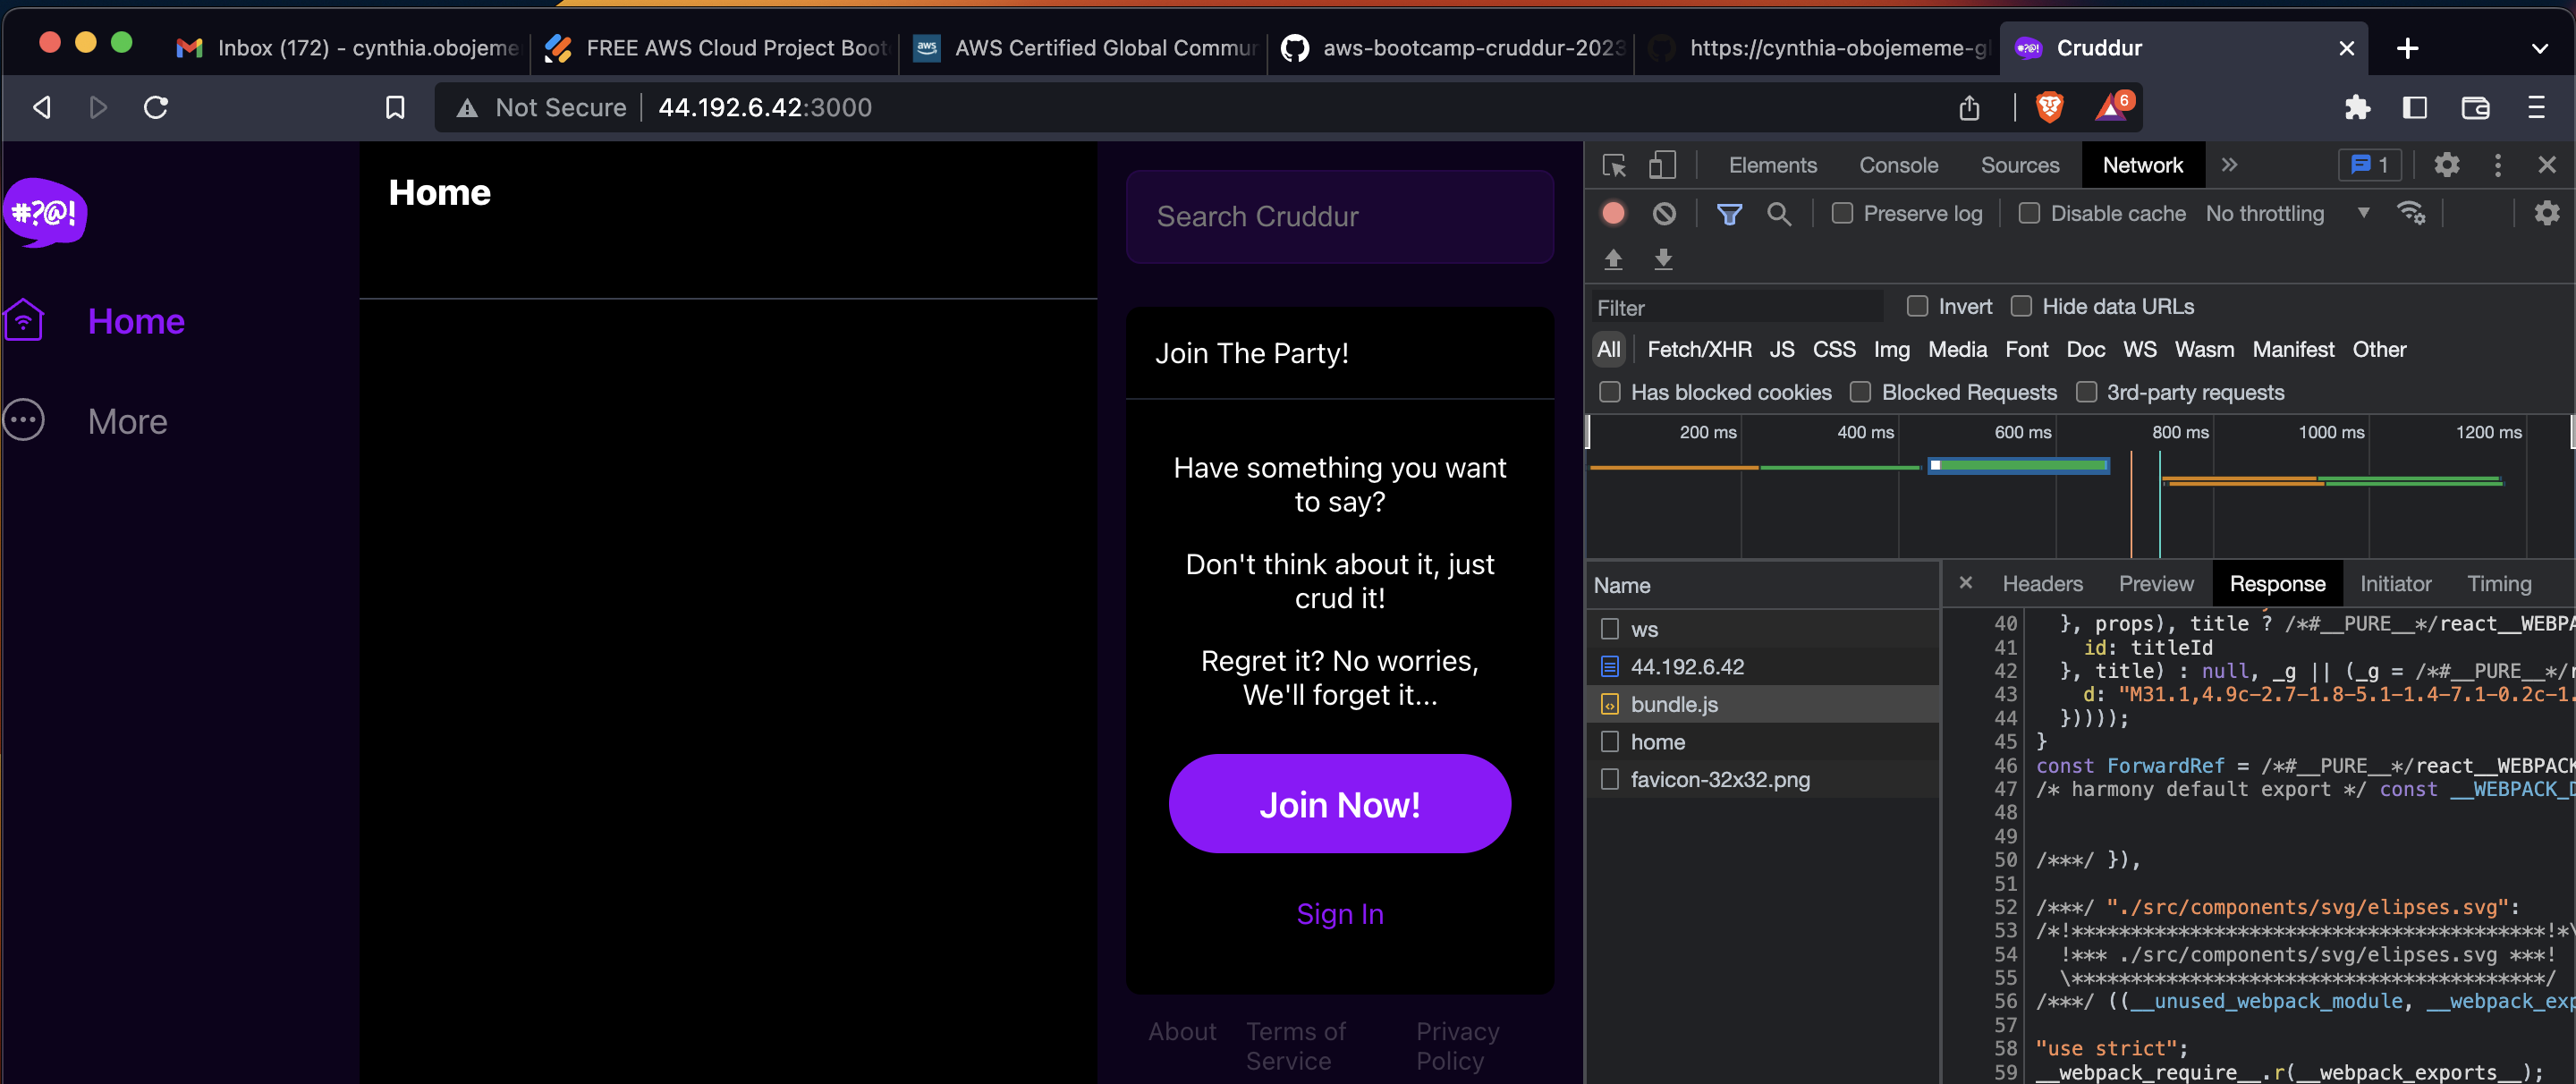 Inbox (172) - cynthia.obojeme
FREE AWS Cloud Project Boot
aws
AWS Certified Global Commun
aws-bootcamp-cruddur-2023
https://cynthia-obojememe-gi
#?@!
Cruddur
Not Secure
44.192.6.42:3000
6
#?@!
Home
More
Home
Search Cruddur
Join The Party!
Have something you want
to say?
Don't think about it, just
crud it!
Regret it? No worries,
We'll forget it...
Join Now!
Sign In
About
Terms of
Service
Privacy
Policy
Elements
Console
Sources
Network
1
Preserve log
Disable cache
No throttling
Filter
Invert
Hide data URLs
All
Fetch/XHR
JS
CSS
Img
Media
Font
Doc
WS
Wasm
Manifest
Other
Has blocked cookies
Blocked Requests
3rd-party requests
200 ms
400 ms
600 ms
800 ms
1000 ms
1200 ms
Name
ws
44.192.6.42
bundle.js
home
favicon-32x32.png
Headers
Preview
Response
Initiator
Timing
40 }, props), title ? /*#__PURE__*/react__WEBPA
41 id: titleId
42 }, title) : null, _g || (_g = /*#__PURE__*/r
43 d: "M31.1,4.9c-2.7-1.8-5.1-1.4-7.1-0.2c-1.
44 }))));
45 }
46 const ForwardRef = /*#__PURE__*/react__WEBPACK
47 /* harmony default export */ const __WEBPACK_D
48
49
50 /***/ }),
51
52 /***/ "./src/components/svg/elipses.svg":
53 /*!****************************************!*\
54 !*** ./src/components/svg/elipses.svg ***!
55 \****************************************/
56 /***/ ((__unused_webpack_module, __webpack_exp
57
58 "use strict";
59 __webpack_require__.r(__webpack_exports__);